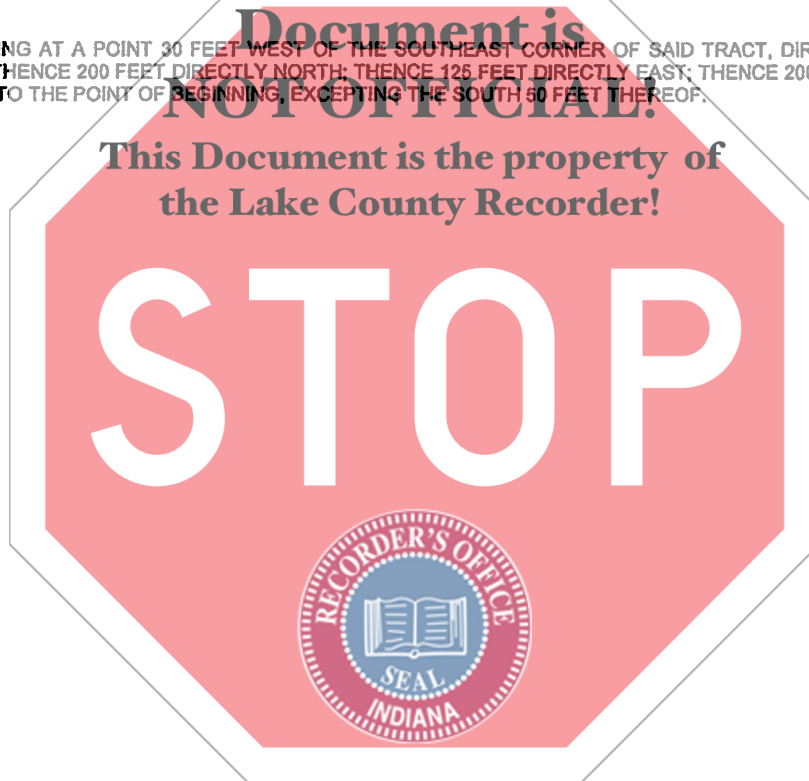 Document is
NG AT A POINT 30 FEET WEST OF THE SOUTHEAST CORNER OF SAID TRACT, DIR
HENCE 200 FEET DIRECTLY NORTH; THENCE 125 FEET DIRECTLY EAST; THENCE 200
TO THE POINT OF BEGINNING, EXCEPTING THE SOUTH 50 FEET THEREOF.
NOT OFFICIAL!
This Document is the property of
the Lake County Recorder!
STOP
RECORDER'S OFFICE
SEAL
INDIANA